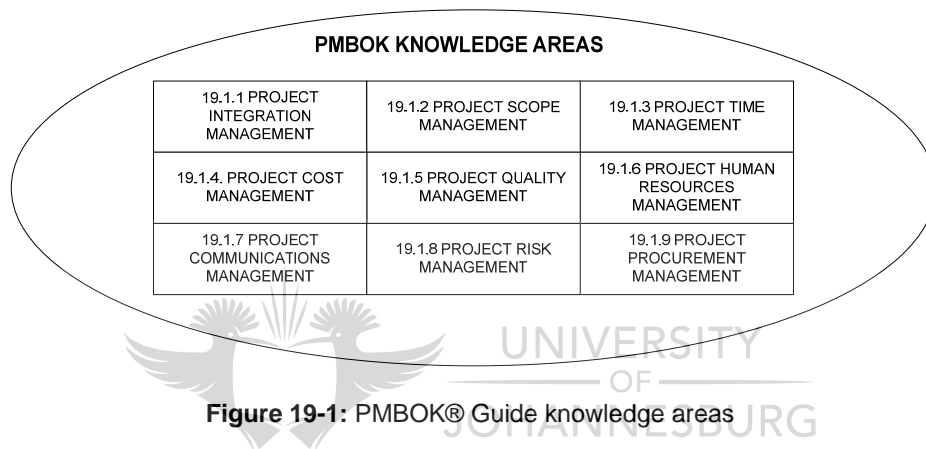 PMBOK KNOWLEDGE AREAS
19.1.1 PROJECT
INTEGRATION
MANAGEMENT
19.1.2 PROJECT SCOPE
MANAGEMENT
19.1.3 PROJECT TIME
MANAGEMENT
19.1.4. PROJECT COST
MANAGEMENT
19.1.5 PROJECT QUALITY
MANAGEMENT
19.1.6 PROJECT HUMAN
RESOURCES
MANAGEMENT
19.1.7 PROJECT
COMMUNICATIONS
MANAGEMENT
19.1.8 PROJECT RISK
MANAGEMENT
19.1.9 PROJECT
PROCUREMENT
MANAGEMENT
UNIVERSITY
OF
JOHANNESBURG
Figure 19-1: PMBOK® Guide knowledge areas